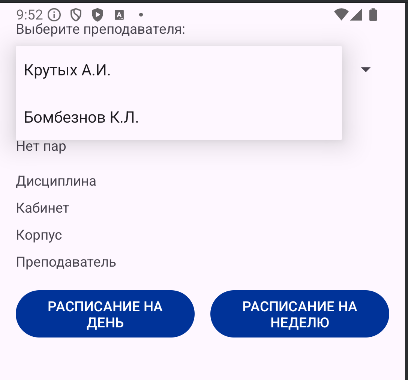 9:52
Выберите преподавателя:
Крутых А.И.
Бомбезнов К.Л.
Нет пар
Дисциплина
Кабинет
Корпус
Преподаватель
РАСПИСАНИЕ НА
ДЕНЬ
РАСПИСАНИЕ НА
НЕДЕЛЮ